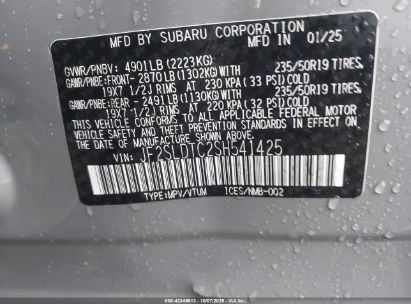 MFD BY SUBARU CORPORATION
MFD IN 01/25
GVWR/PNBV: 4901LB (2223KG)
GAWR/PNBE: FRONT- 2870LB (1302KG) WITH 235/50R19 TIRES,
19X7 1/2J RIMS AT 230 KPA (33 PSI) COLD
GAWR/PNBE: REAR - 2491LB (1130KG) WITH 235/50R19 TIRES,
19X7 1/2J RIMS AT 220 KPA (32 PSI) COLD
THIS VEHICLE CONFORMS TO ALL APPLICABLE
FEDERAL MOTOR VEHICLE SAFETY STANDARDS
IN EFFECT ON THE DATE OF MANUFACTURE
SHOWN ABOVE.
VIN: JF2SLDTC2SH541425
TYPE: MPV/VTUM ICES/NMB-002